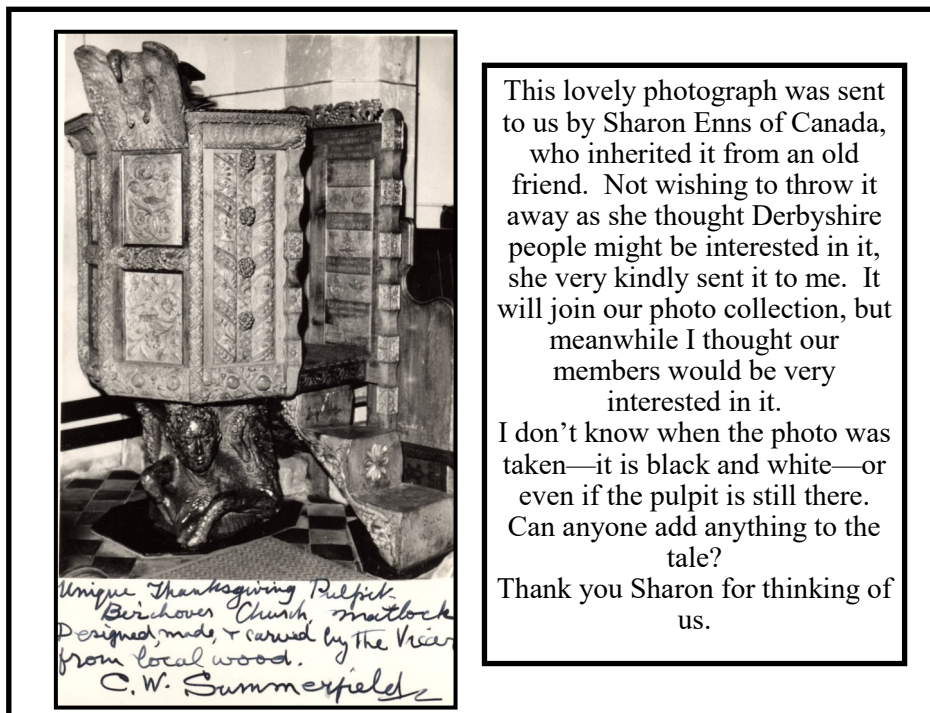 Unique Thanksgiving Pulpit.
Birchover Church, matlock
Designed, made, & carved by The Vicar
from local wood.
C.W. Summerfield
This lovely photograph was sent
to us by Sharon Enns of Canada,
who inherited it from an old
friend.  Not wishing to throw it
away as she thought Derbyshire
people might be interested in it,
she very kindly sent it to me.  It
will join our photo collection, but
meanwhile I thought our
members would be very
interested in it.
I don’t know when the photo was
taken—it is black and white—or
even if the pulpit is still there.
Can anyone add anything to the
tale?
Thank you Sharon for thinking of
us.